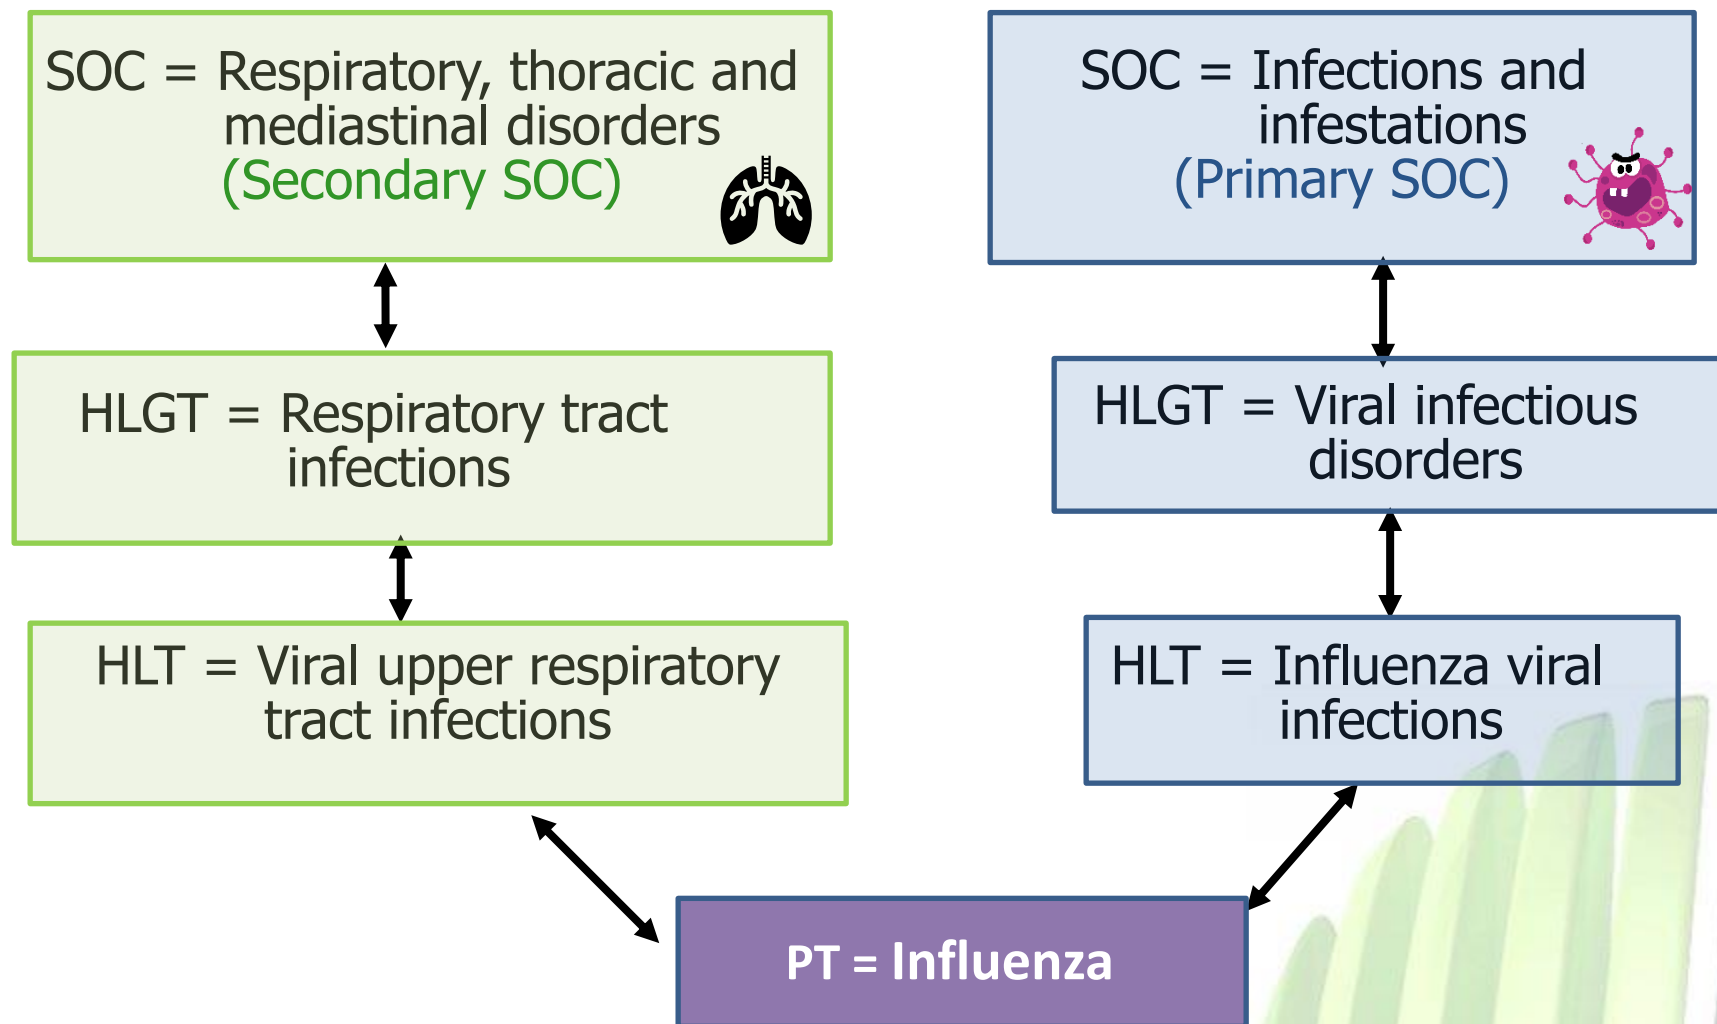 SOC = Respiratory, thoracic and
mediastinal disorders
(Secondary SOC)
SOC = Infections and
infestations
(Primary SOC)
HLGT = Respiratory tract
infections
HLGT = Viral infectious
disorders
HLT = Viral upper respiratory
tract infections
HLT = Influenza viral
infections
PT = Influenza